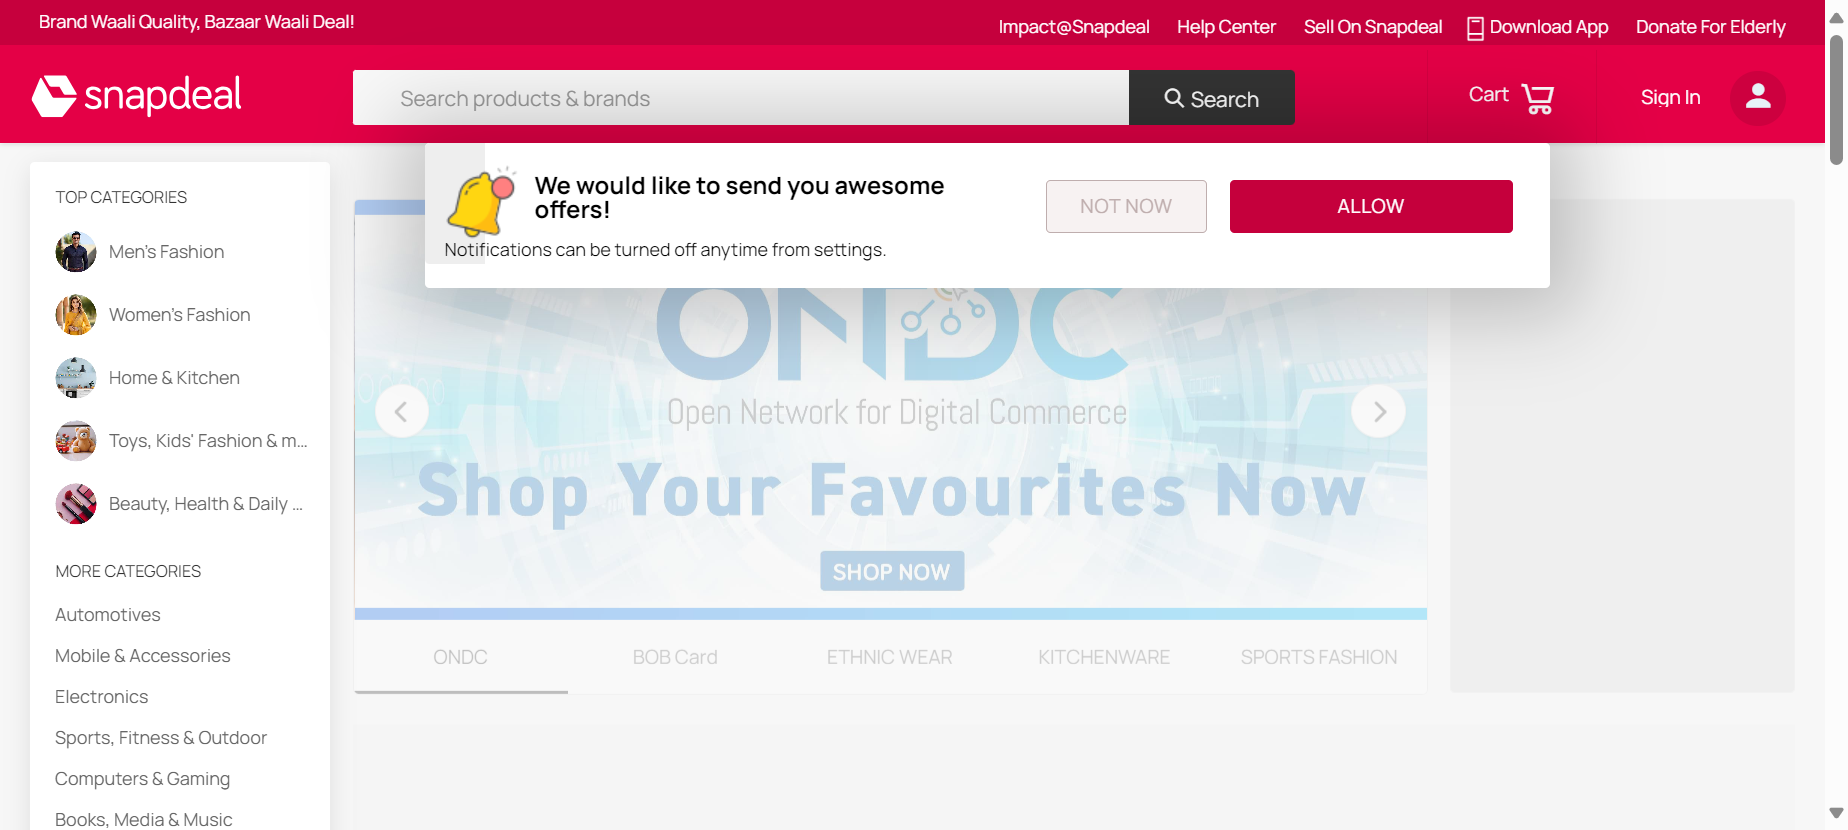 Brand Waali Quality, Bazaar Waali Deal!
Impact@Snapdeal
Help Center
Sell On Snapdeal
Download App
Donate For Elderly
snapdeal
Search products & brands
Search
Cart
Sign In
We would like to send you awesome
offers!
Notifications can be turned off anytime from settings.
NOT NOW
ALLOW
TOP CATEGORIES
Men's Fashion
Women's Fashion
Home & Kitchen
Toys, Kids' Fashion & m...
Beauty, Health & Daily ...
MORE CATEGORIES
Automotives
Mobile & Accessories
Electronics
Sports, Fitness & Outdoor
Computers & Gaming
Books, Media & Music
ONDC
Open Network for Digital Commerce
Shop Your Favourites Now
SHOP NOW
ONDC
BOB Card
ETHNIC WEAR
KITCHENWARE
SPORTS FASHION